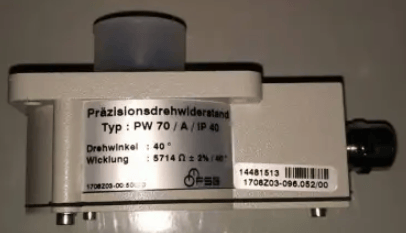 Präzisionsdrehwiderstand
Typ : PW 70 / A / IP 40
Drehwinkel : 40°
Wicklung : 5714 Ω ± 2% / 40°
FSG
14481513
1708Z03-096.052/00